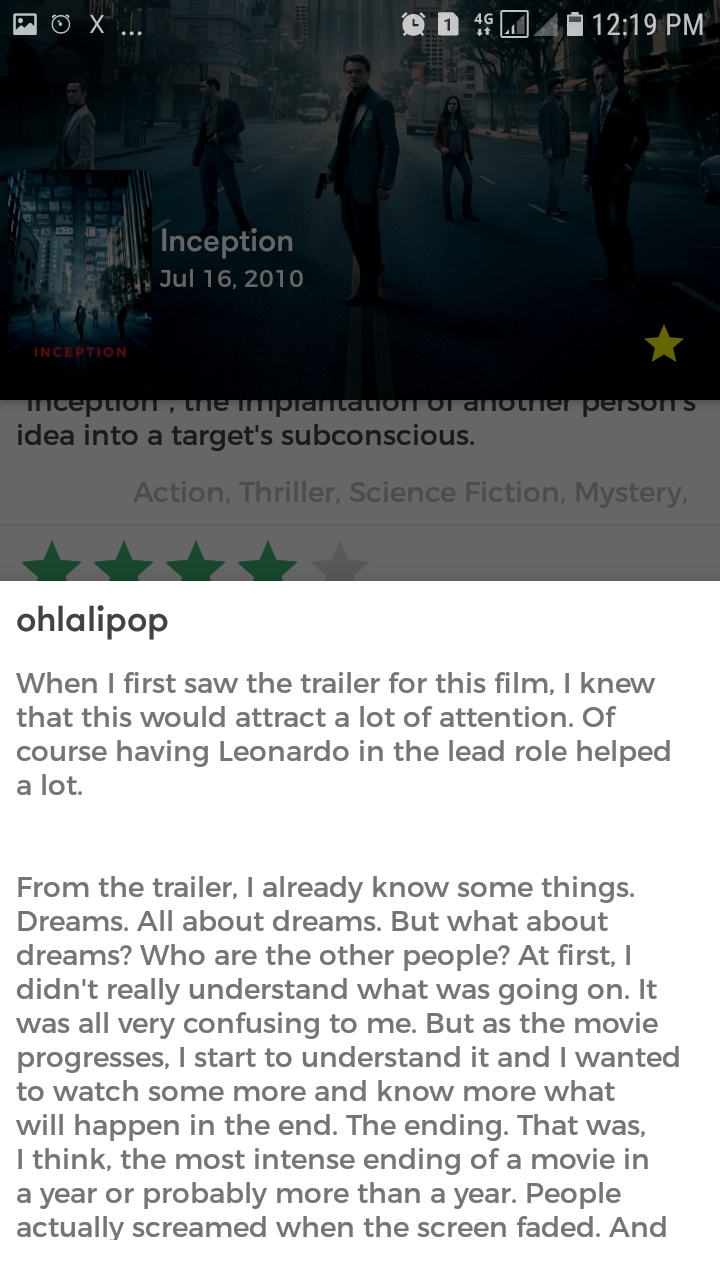 X ... 1 4G 12:19 PM
Inception
Jul 16, 2010
INCEPTION
"Inception", the implantation of another person's
idea into a target's subconscious.
Action, Thriller, Science Fiction, Mystery,
ohlalipop
When I first saw the trailer for this film, I knew
that this would attract a lot of attention. Of
course having Leonardo in the lead role helped
a lot.
From the trailer, I already know some things.
Dreams. All about dreams. But what about
dreams? Who are the other people? At first, I
didn't really understand what was going on. It
was all very confusing to me. But as the movie
progresses, I start to understand it and I wanted
to watch some more and know more what
will happen in the end. The ending. That was,
I think, the most intense ending of a movie in
a year or probably more than a year. People
actually screamed when the screen faded. And